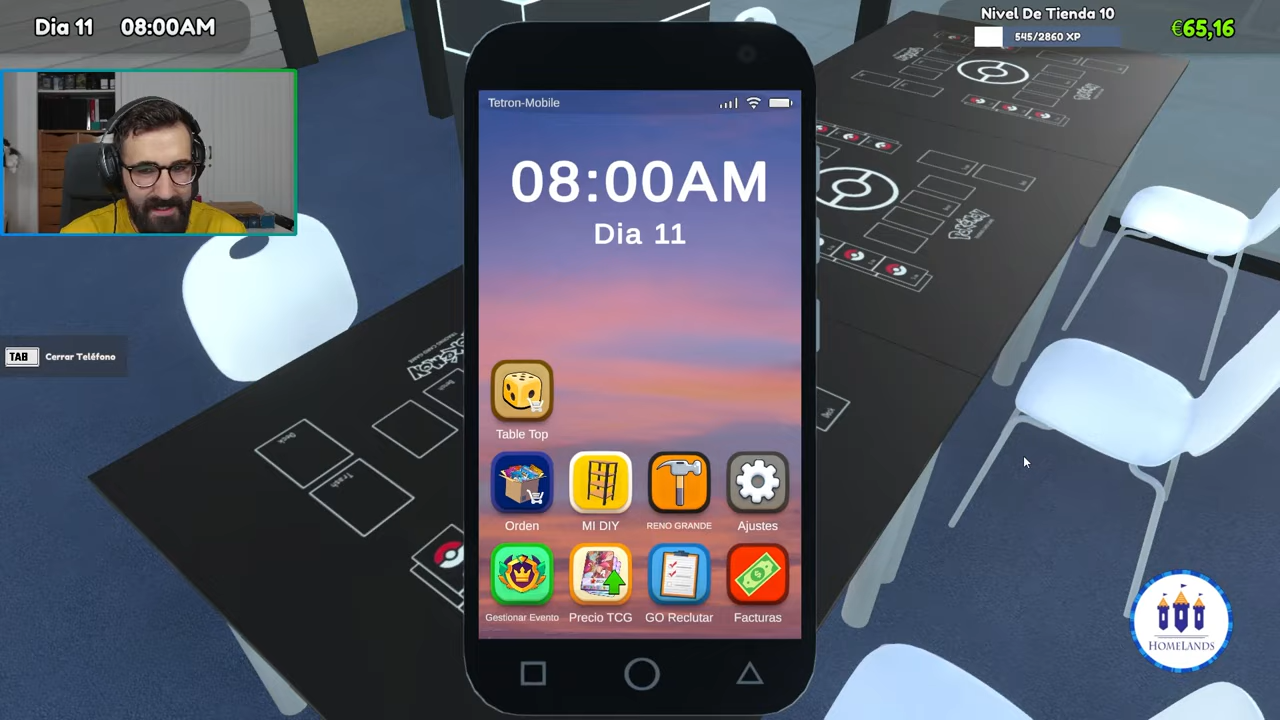 Dia 11 08:00AM
Nivel De Tienda 10
545/2860 XP
€65,16
Tetron-Mobile
08:00AM
Dia 11
TAB Cerrar Teléfono
Table Top
Orden
MI DIY
RENO GRANDE
Ajustes
Gestionar Evento
Precio TCG
GO Reclutar
Facturas
HOMELANDS
Deck
Trash